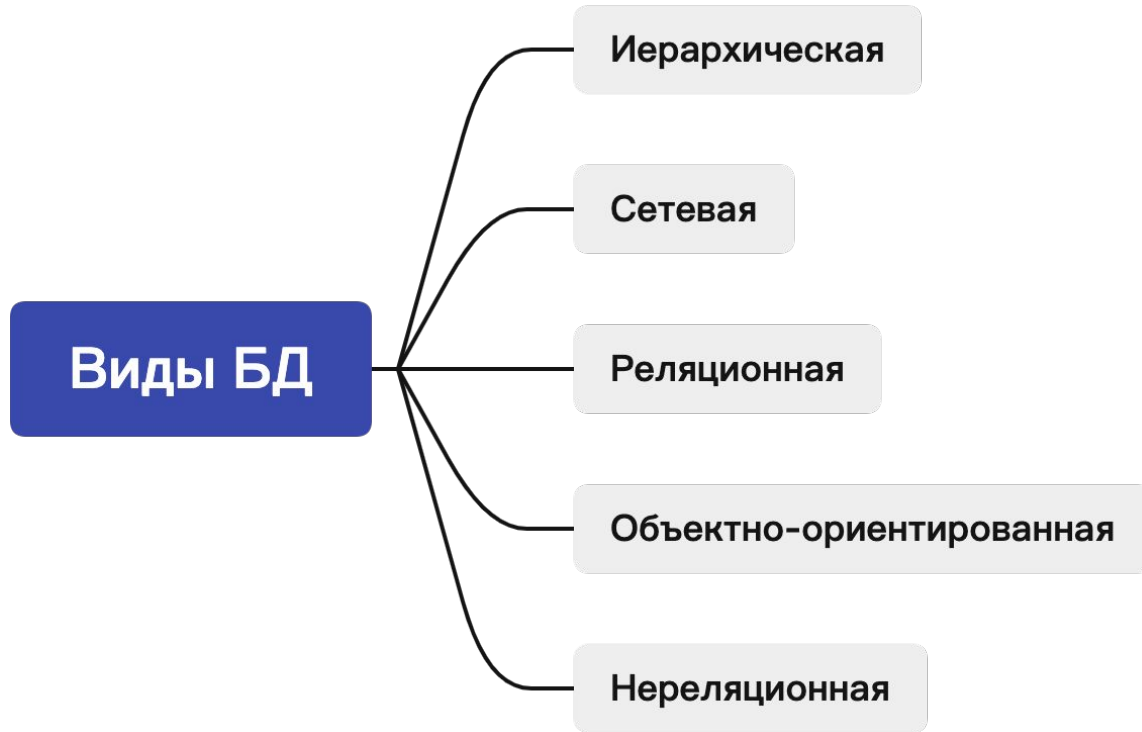 Иерархическая
Сетевая
Виды БД
Реляционная
Объектно-ориентированная
Нереляционная